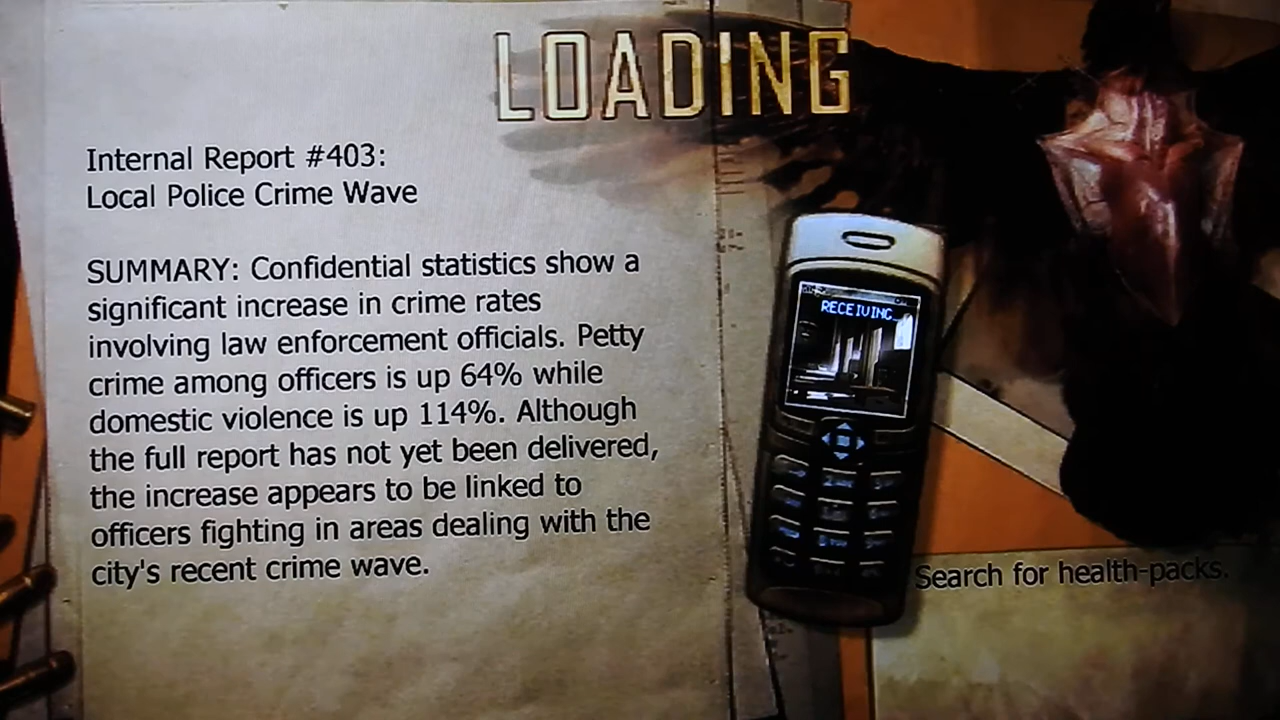 LOADING
Internal Report #403:
Local Police Crime Wave
SUMMARY: Confidential statistics show a
significant increase in crime rates
involving law enforcement officials. Petty
crime among officers is up 64% while
domestic violence is up 114%. Although
the full report has not yet been delivered,
the increase appears to be linked to
officers fighting in areas dealing with the
city's recent crime wave.
RECEIVING
Search for health-packs.